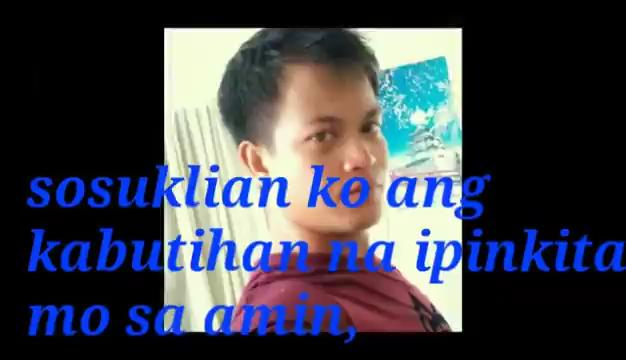 sosuklian ko ang
kabutihan na ipinkita
mo sa amin,